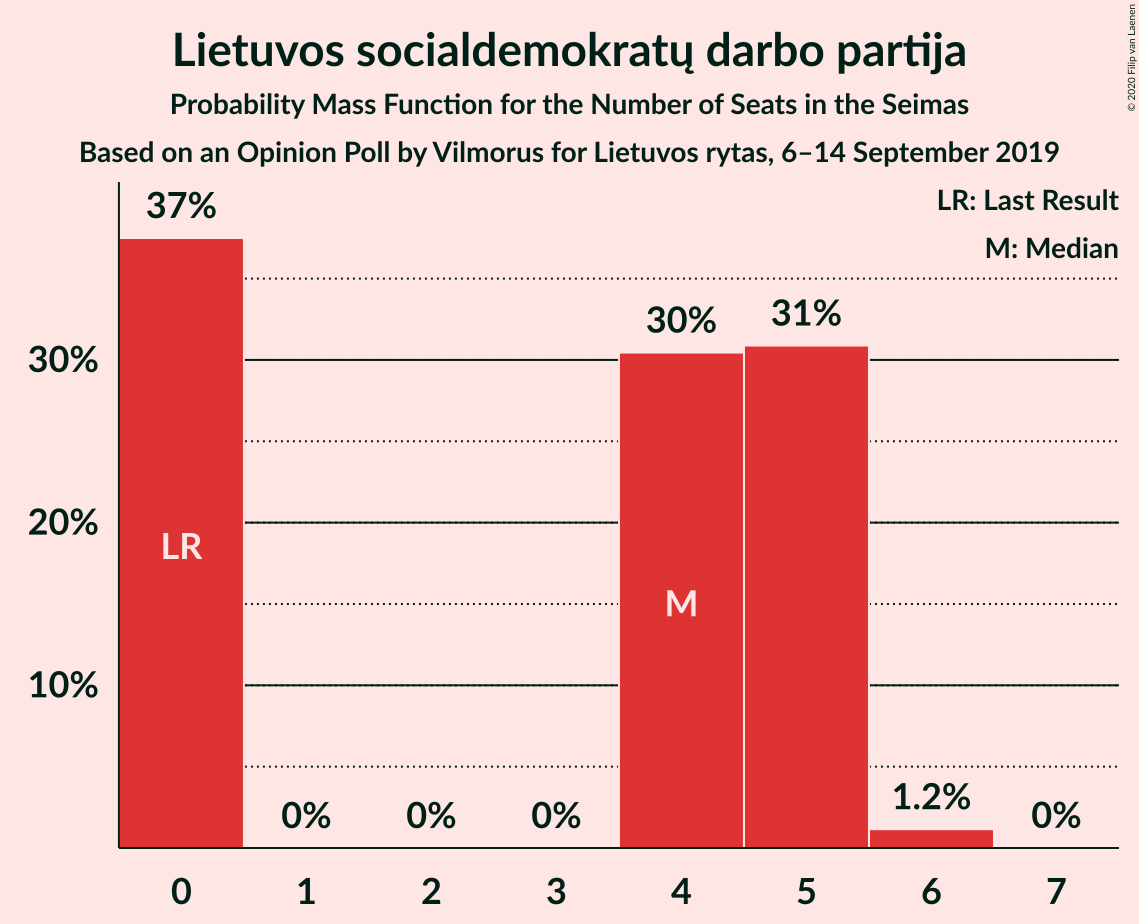 Lietuvos socialdemokratų darbo partija
Probability Mass Function for the Number of Seats in the Seimas
Based on an Opinion Poll by Vilmorus for Lietuvos rytas, 6–14 September 2019
© 2020 Filip van Laenen
LR: Last Result
M: Median
37%
30%
31%
30%
20%
10%
LR
M
0%
0%
0%
1.2%
0%
0
1
2
3
4
5
6
7